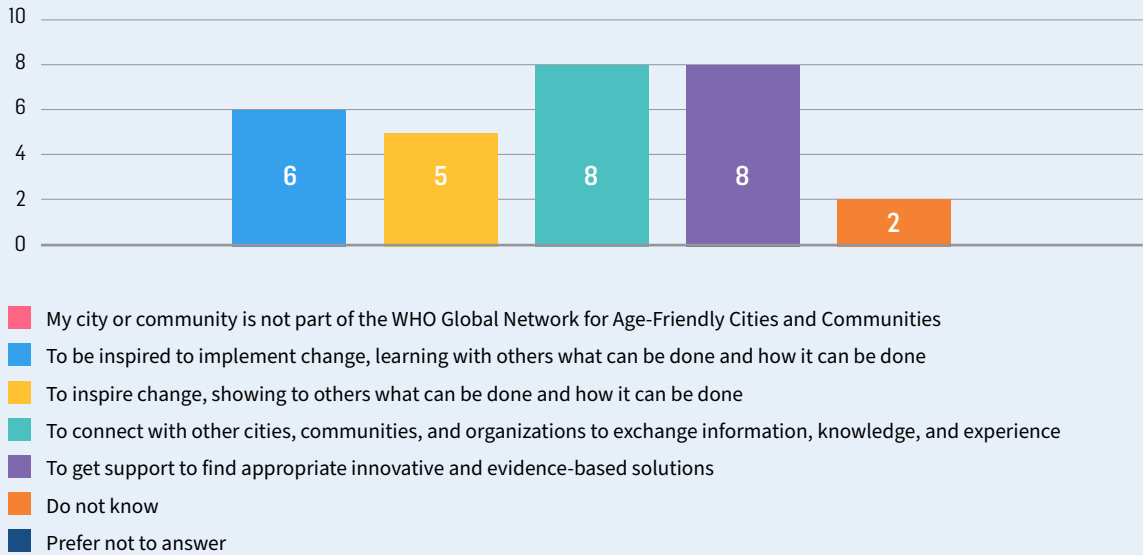 10
8
6
4
2
0
6
5
8
8
2
My city or community is not part of the WHO Global Network for Age-Friendly Cities and Communities
To be inspired to implement change, learning with others what can be done and how it can be done
To inspire change, showing to others what can be done and how it can be done
To connect with other cities, communities, and organizations to exchange information, knowledge, and experience
To get support to find appropriate innovative and evidence-based solutions
Do not know
Prefer not to answer